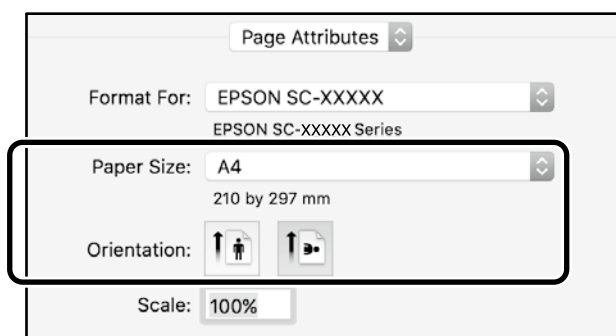 Page Attributes
Format For: EPSON SC-XXXXX
EPSON SC-XXXXX Series
Paper Size: A4
210 by 297 mm
Orientation:
Scale: 100%